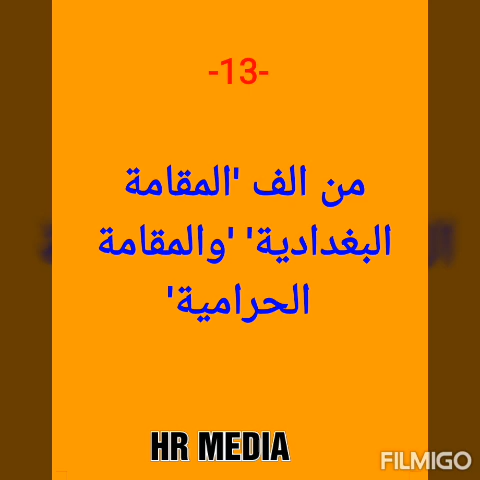 -13-
من الف 'المقامة
البغدادية' 'والمقامة
الحرامية'
HR MEDIA
FILMIGO